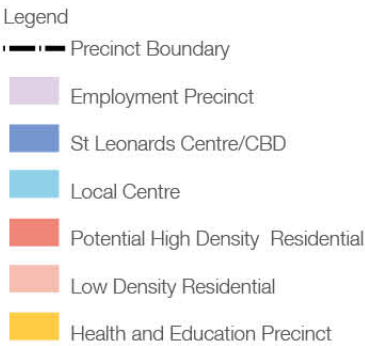 Legend
Precinct Boundary
Employment Precinct
St Leonards Centre/CBD
Local Centre
Potential High Density Residential
Low Density Residential
Health and Education Precinct